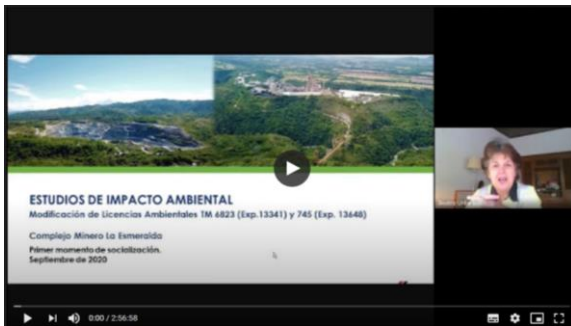 ESTUDIOS DE IMPACTO AMBIENTAL
Modificación de Licencias Ambientales TM 6823 (Exp.13341) y 745 (Exp. 13648)
Complejo Minero La Esmeralda
Primer momento de socialización.
Septiembre de 2020
0:00 / 2:56:58